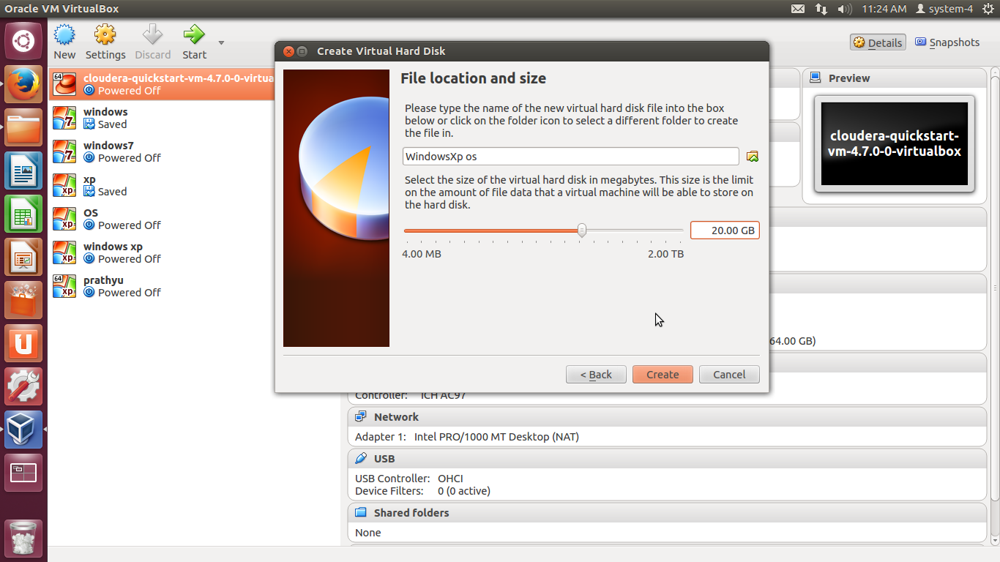 Oracle VM VirtualBox
11:24 AM
system-4
New
Settings
Discard
Start
Details
Snapshots
64
cloudera-quickstart-vm-4.7.0-0-virtua
Powered Off
7
windows
Saved
7
windows7
Powered Off
xp
xp
Saved
xp
OS
Powered Off
xp
windows xp
Powered Off
64
xp
prathyu
Powered Off
Create Virtual Hard Disk
File location and size
Please type the name of the new virtual hard disk file into the box
below or click on the folder icon to select a different folder to create
the file in.
WindowsXp os
Select the size of the virtual hard disk in megabytes. This size is the limit
on the amount of file data that a virtual machine will be able to store on
the hard disk.
20.00 GB
4.00 MB
2.00 TB
< Back
Create
Cancel
Preview
cloudera-quickstart-
vm-4.7.0-0-virtualbox
64.00 GB)
Controller: ICH AC97
Network
Adapter 1: Intel PRO/1000 MT Desktop (NAT)
USB
USB Controller: OHCI
Device Filters: 0 (0 active)
Shared folders
None